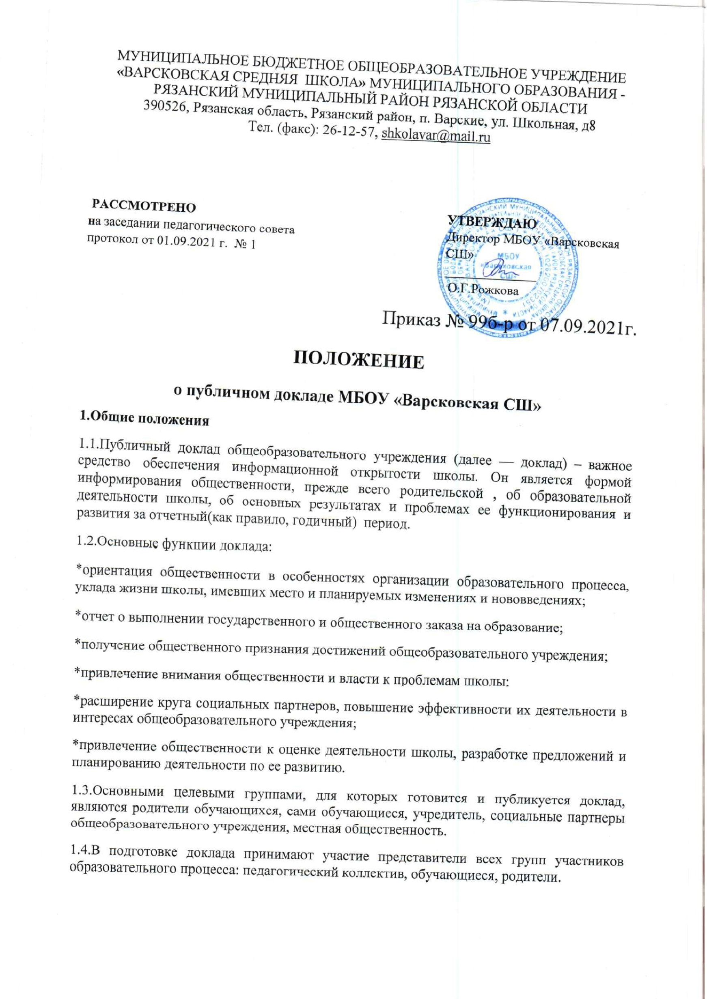 МУНИЦИПАЛЬНОЕ БЮДЖЕТНОЕ ОБЩЕОБРАЗОВАТЕЛЬНОЕ УЧРЕЖДЕНИЕ
«ВАРСКОВСКАЯ СРЕДНЯЯ ШКОЛА» МУНИЦИПАЛЬНОГО ОБРАЗОВАНИЯ -
РЯЗАНСКИЙ МУНИЦИПАЛЬНЫЙ РАЙОН РЯЗАНСКОЙ ОБЛАСТИ
390526, Рязанская область, Рязанский район, п. Варские, ул. Школьная, д8
Тел. (факс): 26-12-57, shkolavar@mail.ru
РАССМОТРЕНО
на заседании педагогического совета
протокол от 01.09.2021 г. № 1
УТВЕРЖДАЮ
Директор МБОУ «Варсковская
СШ»
МБОУ
«Варсковская
СШ»
О.Г.Рожкова
Приказ № 99б-р от 07.09.2021г.
ПОЛОЖЕНИЕ
о публичном докладе МБОУ «Варсковская СШ»
1.Общие положения
1.1.Публичный доклад общеобразовательного учреждения (далее — доклад) – важное
средство обеспечения информационной открытости школы. Он является формой
информирования общественности, прежде всего родительской , об образовательной
деятельности школы, об основных результатах и проблемах ее функционирования и
развития за отчетный(как правило, годичный) период.
1.2.Основные функции доклада:
*ориентация общественности в особенностях организации образовательного процесса,
уклада жизни школы, имевших место и планируемых изменениях и нововведениях;
*отчет о выполнении государственного и общественного заказа на образование;
*получение общественного признания достижений общеобразовательного учреждения;
*привлечение внимания общественности и власти к проблемам школы;
*расширение круга социальных партнеров, повышение эффективности их деятельности в
интересах общеобразовательного учреждения;
*привлечение общественности к оценке деятельности школы, разработке предложений и
планированию деятельности по ее развитию.
1.3.Основными целевыми группами, для которых готовится и публикуется доклад,
являются родители обучающихся, сами обучающиеся, учредитель, социальные партнеры
общеобразовательного учреждения, местная общественность.
1.4.В подготовке доклада принимают участие представители всех групп участников
образовательного процесса: педагогический коллектив, обучающиеся, родители.